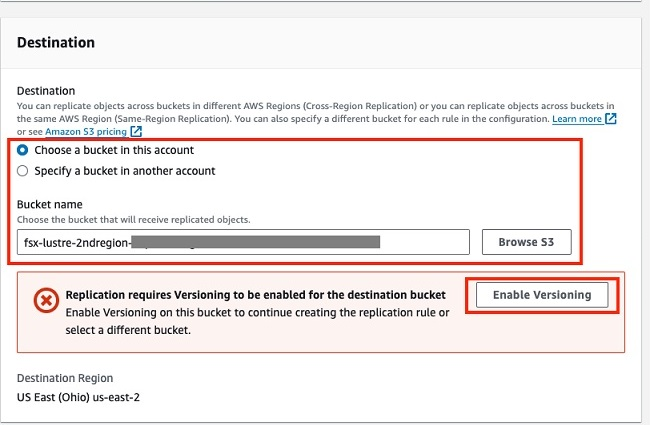 Destination
Destination
You can replicate objects across buckets in different AWS Regions (Cross-Region Replication) or you can replicate objects across buckets in
the same AWS Region (Same-Region Replication). You can also specify a different bucket for each rule in the configuration. Learn more
or see Amazon S3 pricing
Choose a bucket in this account
Specify a bucket in another account
Bucket name
Choose the bucket that will receive replicated objects.
fsx-lustre-2ndregion-
Browse S3
Replication requires Versioning to be enabled for the destination bucket
Enable Versioning
Enable Versioning on this bucket to continue creating the replication rule or
select a different bucket.
Destination Region
US East (Ohio) us-east-2